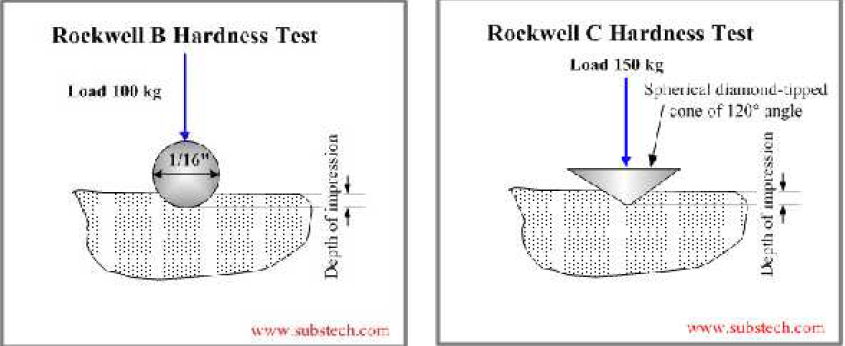 Rockwell B Hardness Test
Load 100 kg
1/16"
Depth of impression
www.substech.com
Rockwell C Hardness Test
Load 150 kg
Spherical diamond-tipped
cone of 120° angle
Depth of impression
www.substech.com